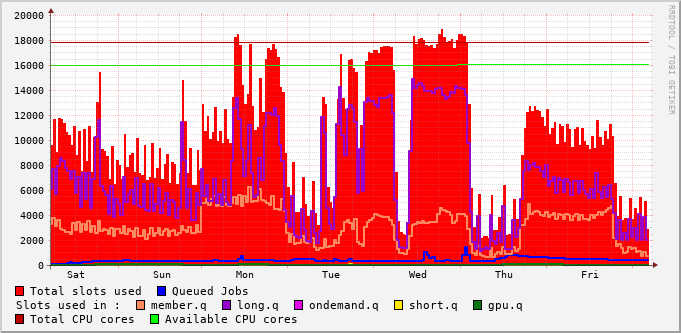 20000
18000
16000
14000
12000
10000
8000
6000
4000
2000
0
Sat Sun Mon Tue Wed Thu Fri
RRDTOOL / TOBI OETIKER
Total slots used Queued Jobs
Slots used in : member.q long.q ondemand.q short.q gpu.q
Total CPU cores Available CPU cores